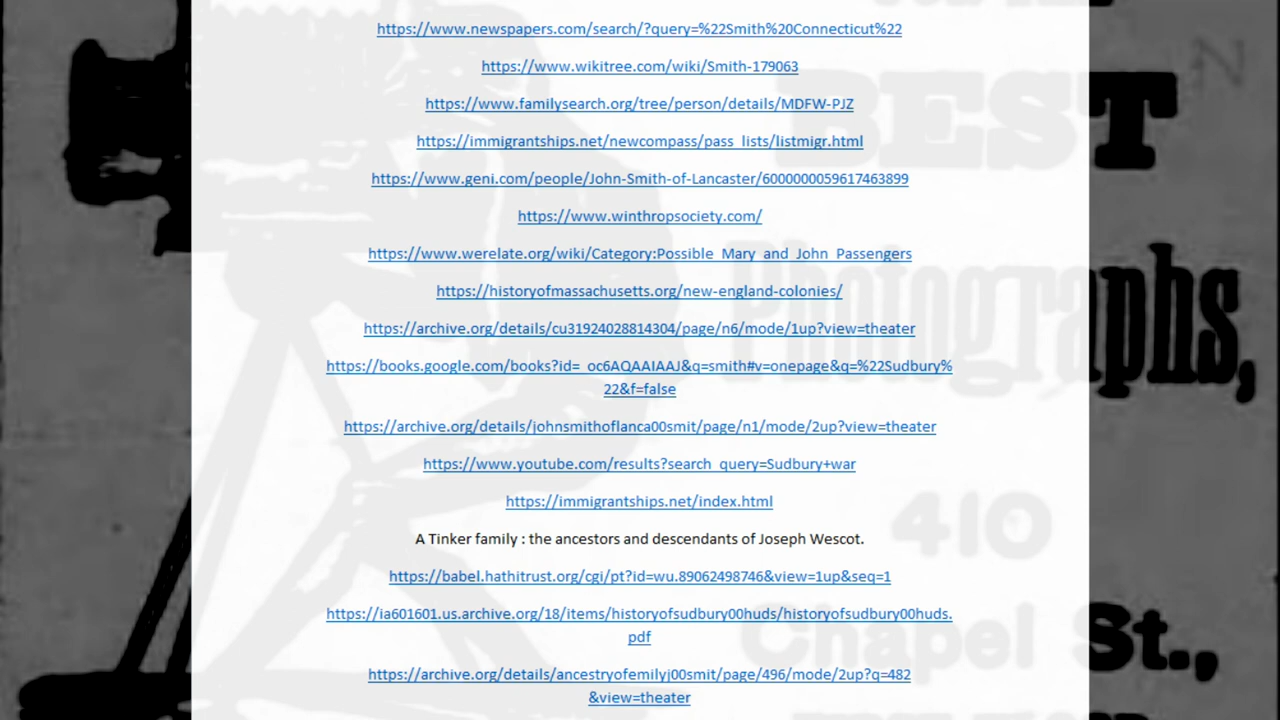 https://www.newspapers.com/search/?query=%22Smith%20Connecticut%22
https://www.wikitree.com/wiki/Smith-179063
BEST
https://www.familysearch.org/tree/person/details/MDFW-PJZ
https://immigrantships.net/newcompass/pass_lists/listmigr.html
https://www.geni.com/people/John-Smith-of-Lancaster/6000000059617463899
https://www.winthropsociety.com/
https://www.werelate.org/wiki/Category:Possible_Mary_and_John_Passengers
https://historyofmassachusetts.org/new-england-colonies/
Photographs,
https://archive.org/details/cu31924028814304/page/n6/mode/1up?view=theater
https://books.google.com/books?id=_oc6AQAAIAAJ&q=smith#v=onepage&q=%22Sudbury%
22&f=false
https://archive.org/details/johnsmithoflanca00smit/page/n1/mode/2up?view=theater
https://www.youtube.com/results?search_query=Sudbury+war
https://immigrantships.net/index.html
410
A Tinker family : the ancestors and descendants of Joseph Wescot.
https://babel.hathitrust.org/cgi/pt?id=wu.89062498746&view=1up&seq=1
https://ia601601.us.archive.org/18/items/historyofsudbury00huds/historyofsudbury00huds.
pdf
Chapel St.,
https://archive.org/details/ancestryofemilyj00smit/page/496/mode/2up?q=482
&view=theater